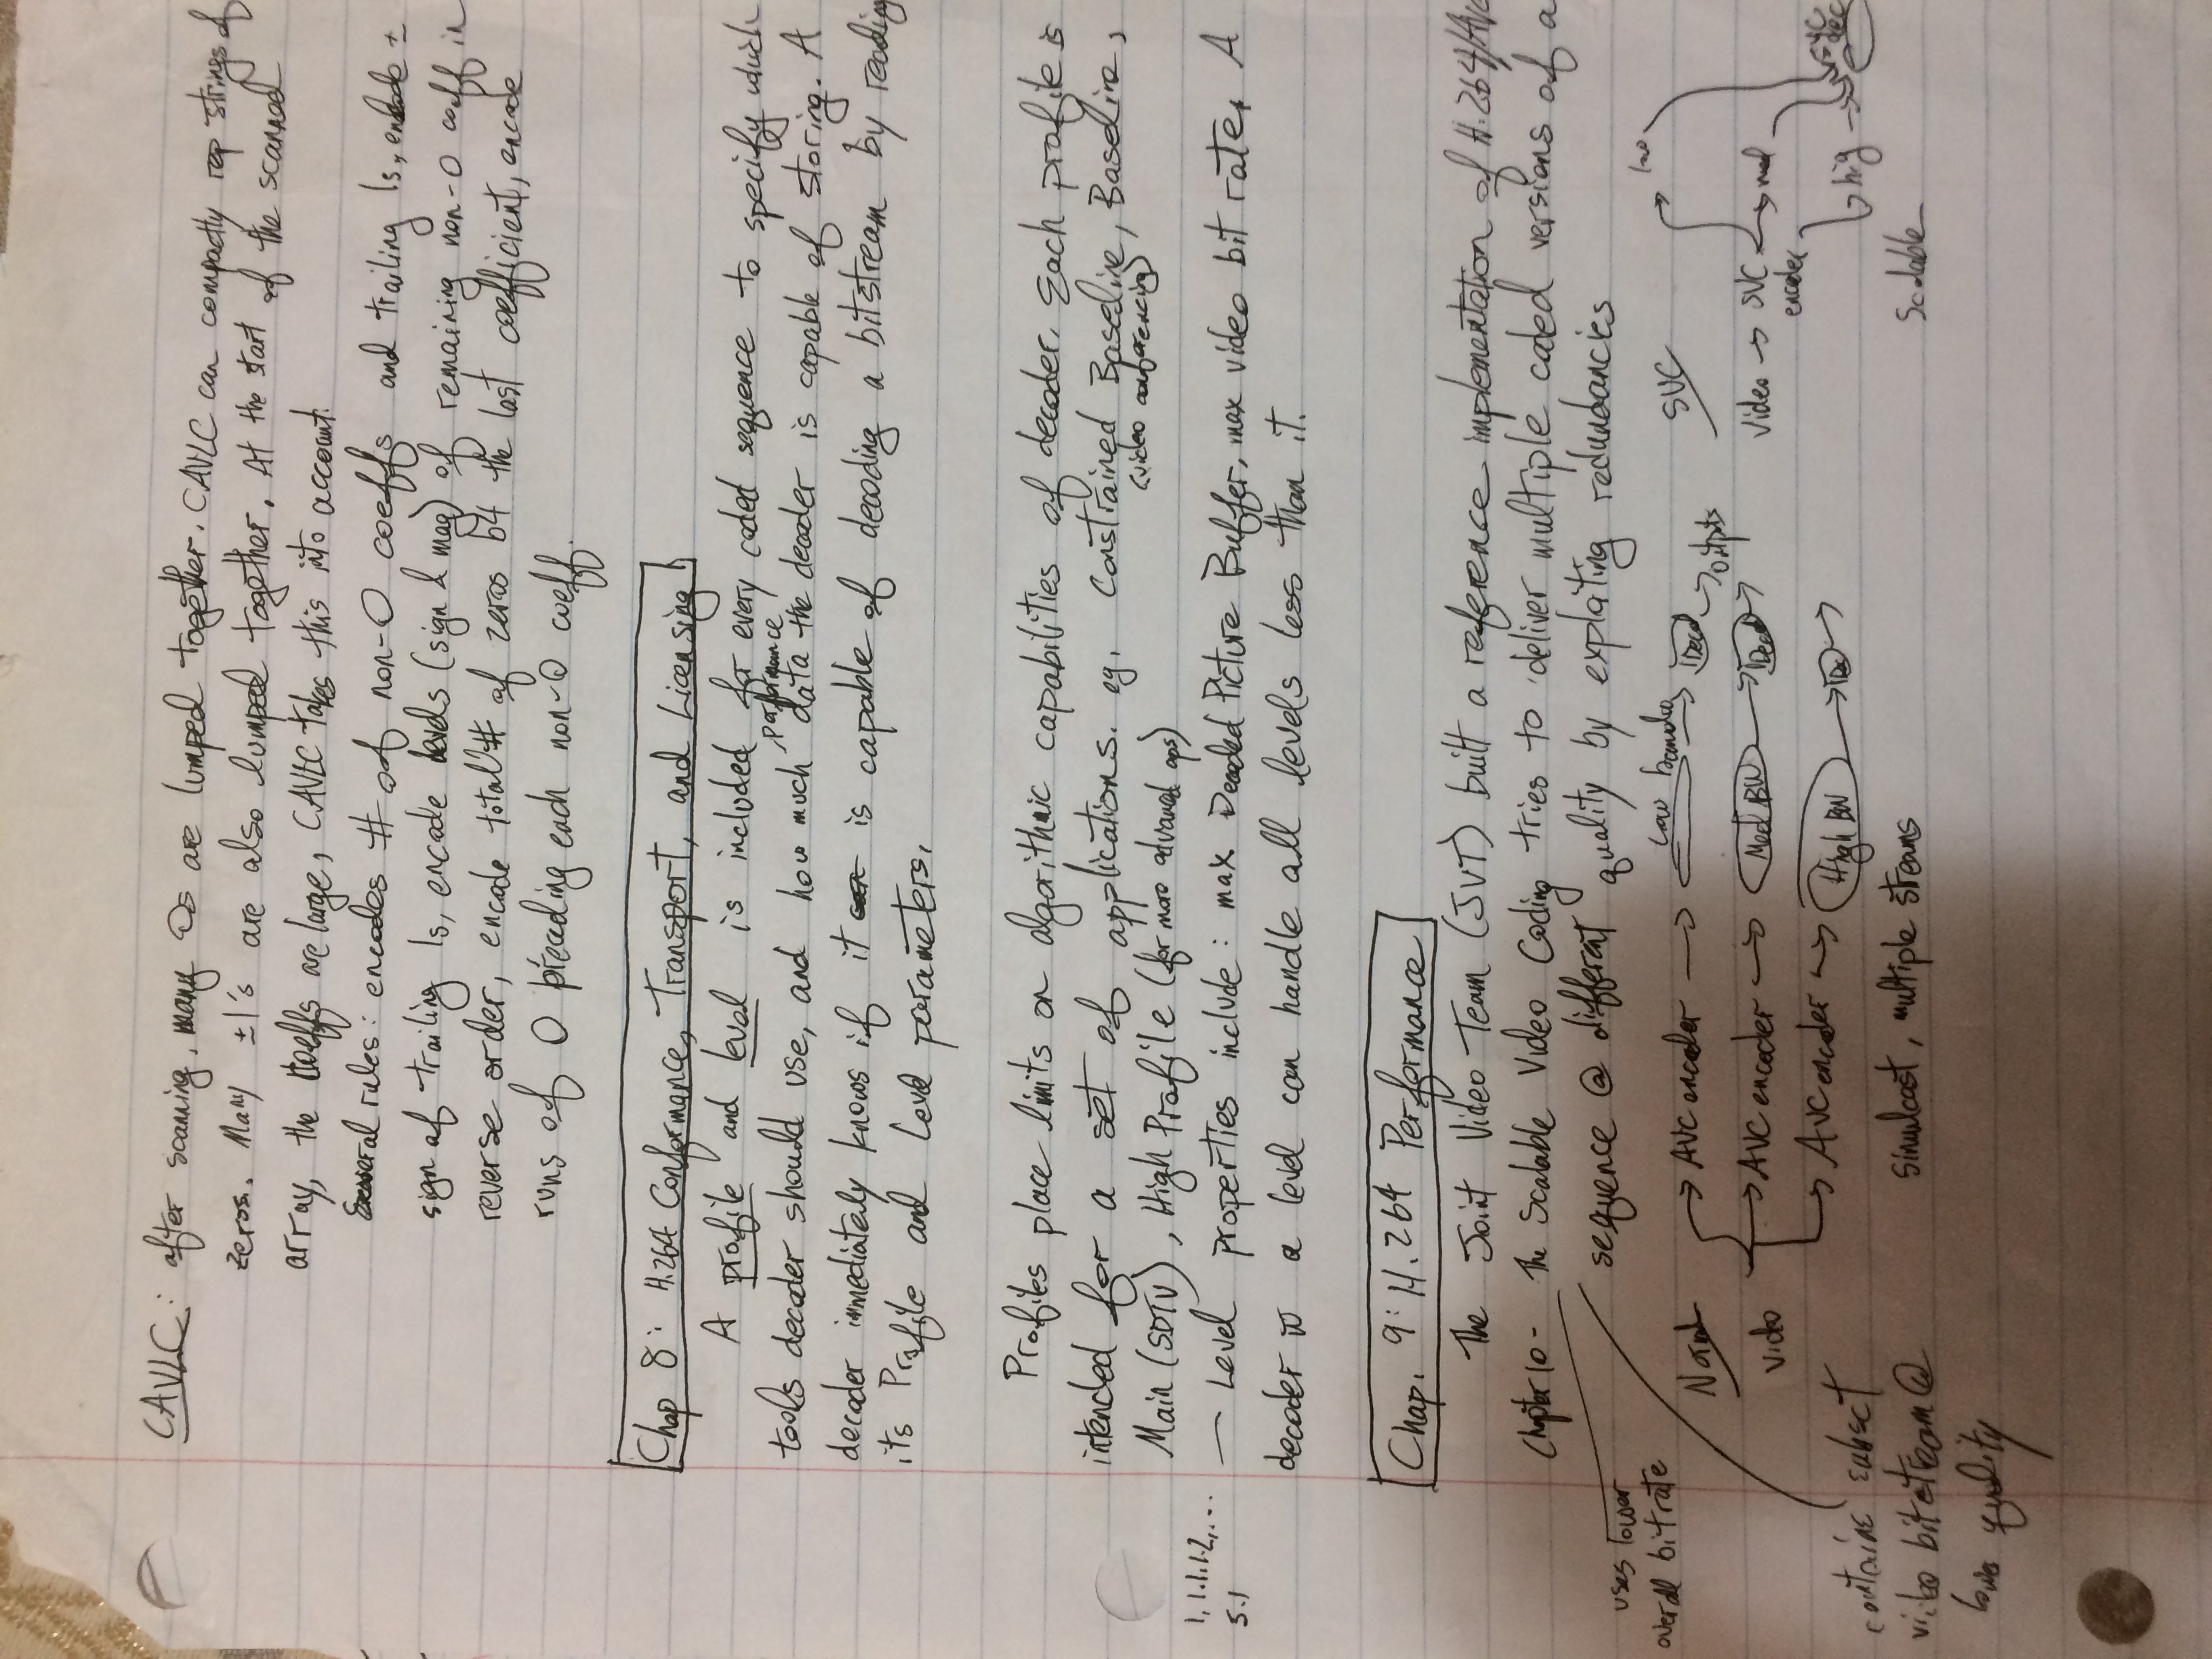 CAVLC: after scanning, many 0s are lumped together. CAVLC can compactly rep strings of
zeros. Many ±1's are also lumped together. At the start of the scanned
array, the coeffs are large, CAVLC takes this into account.
Several rules: encodes # of non-0 coeffs and trailing 1s, encode ±
sign of trailing 1s, encode levels (sign & mag) of remaining non-0 coeff in
reverse order, encode total # of zeros b4 the last coefficient, encode
runs of 0 preceding each non-0 coeff.
Chap 8: H.264 Conformance, Transport, and Licensing
A profile and level is included for every coded sequence to specify which
performance
tools decoder should use, and how much data the decoder is capable of storing. A
decoder immediately knows if it is capable of decoding a bitstream by reading
its Profile and Level parameters.
Profiles place limits on algorithmic capabilities of decoder. Each profile is
intended for a set of applications. eg. Constrained Baseline, Baseline,
(video conferencing)
Main (SDTV), High Profile (for more advanced aps)
1, 1.1, 1.2, ...
5.1
— Level properties include: max Decoded Picture Buffer, max video bit rate. A
decoder w a level can handle all levels less than it.
Chap. 9: H.264 Performance
The Joint Video Team (JVT) built a reference implementation of H.264/AVC
Chapter 10 - The Scalable Video Coding tries to deliver multiple coded versions of a
sequence @ different quality by exploiting redundancies
uses lower
overall bitrate
contains subset
video bitstream @
lower quality
Normal
Video
AVC encoder → Low bandwidth → Decod → outputs
AVC encoder → Med BW → Decod →
AVC encoder → High BW → Dec →
Simulcast, multiple streams
SVC
Video → SVC
encoder
low
med
hig
SVC
dec
Scalable